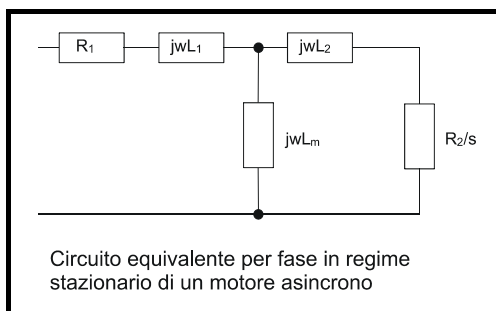 R1 jwL1 jwL2
jwLm R2/s
Circuito equivalente per fase in regime
stazionario di un motore asincrono